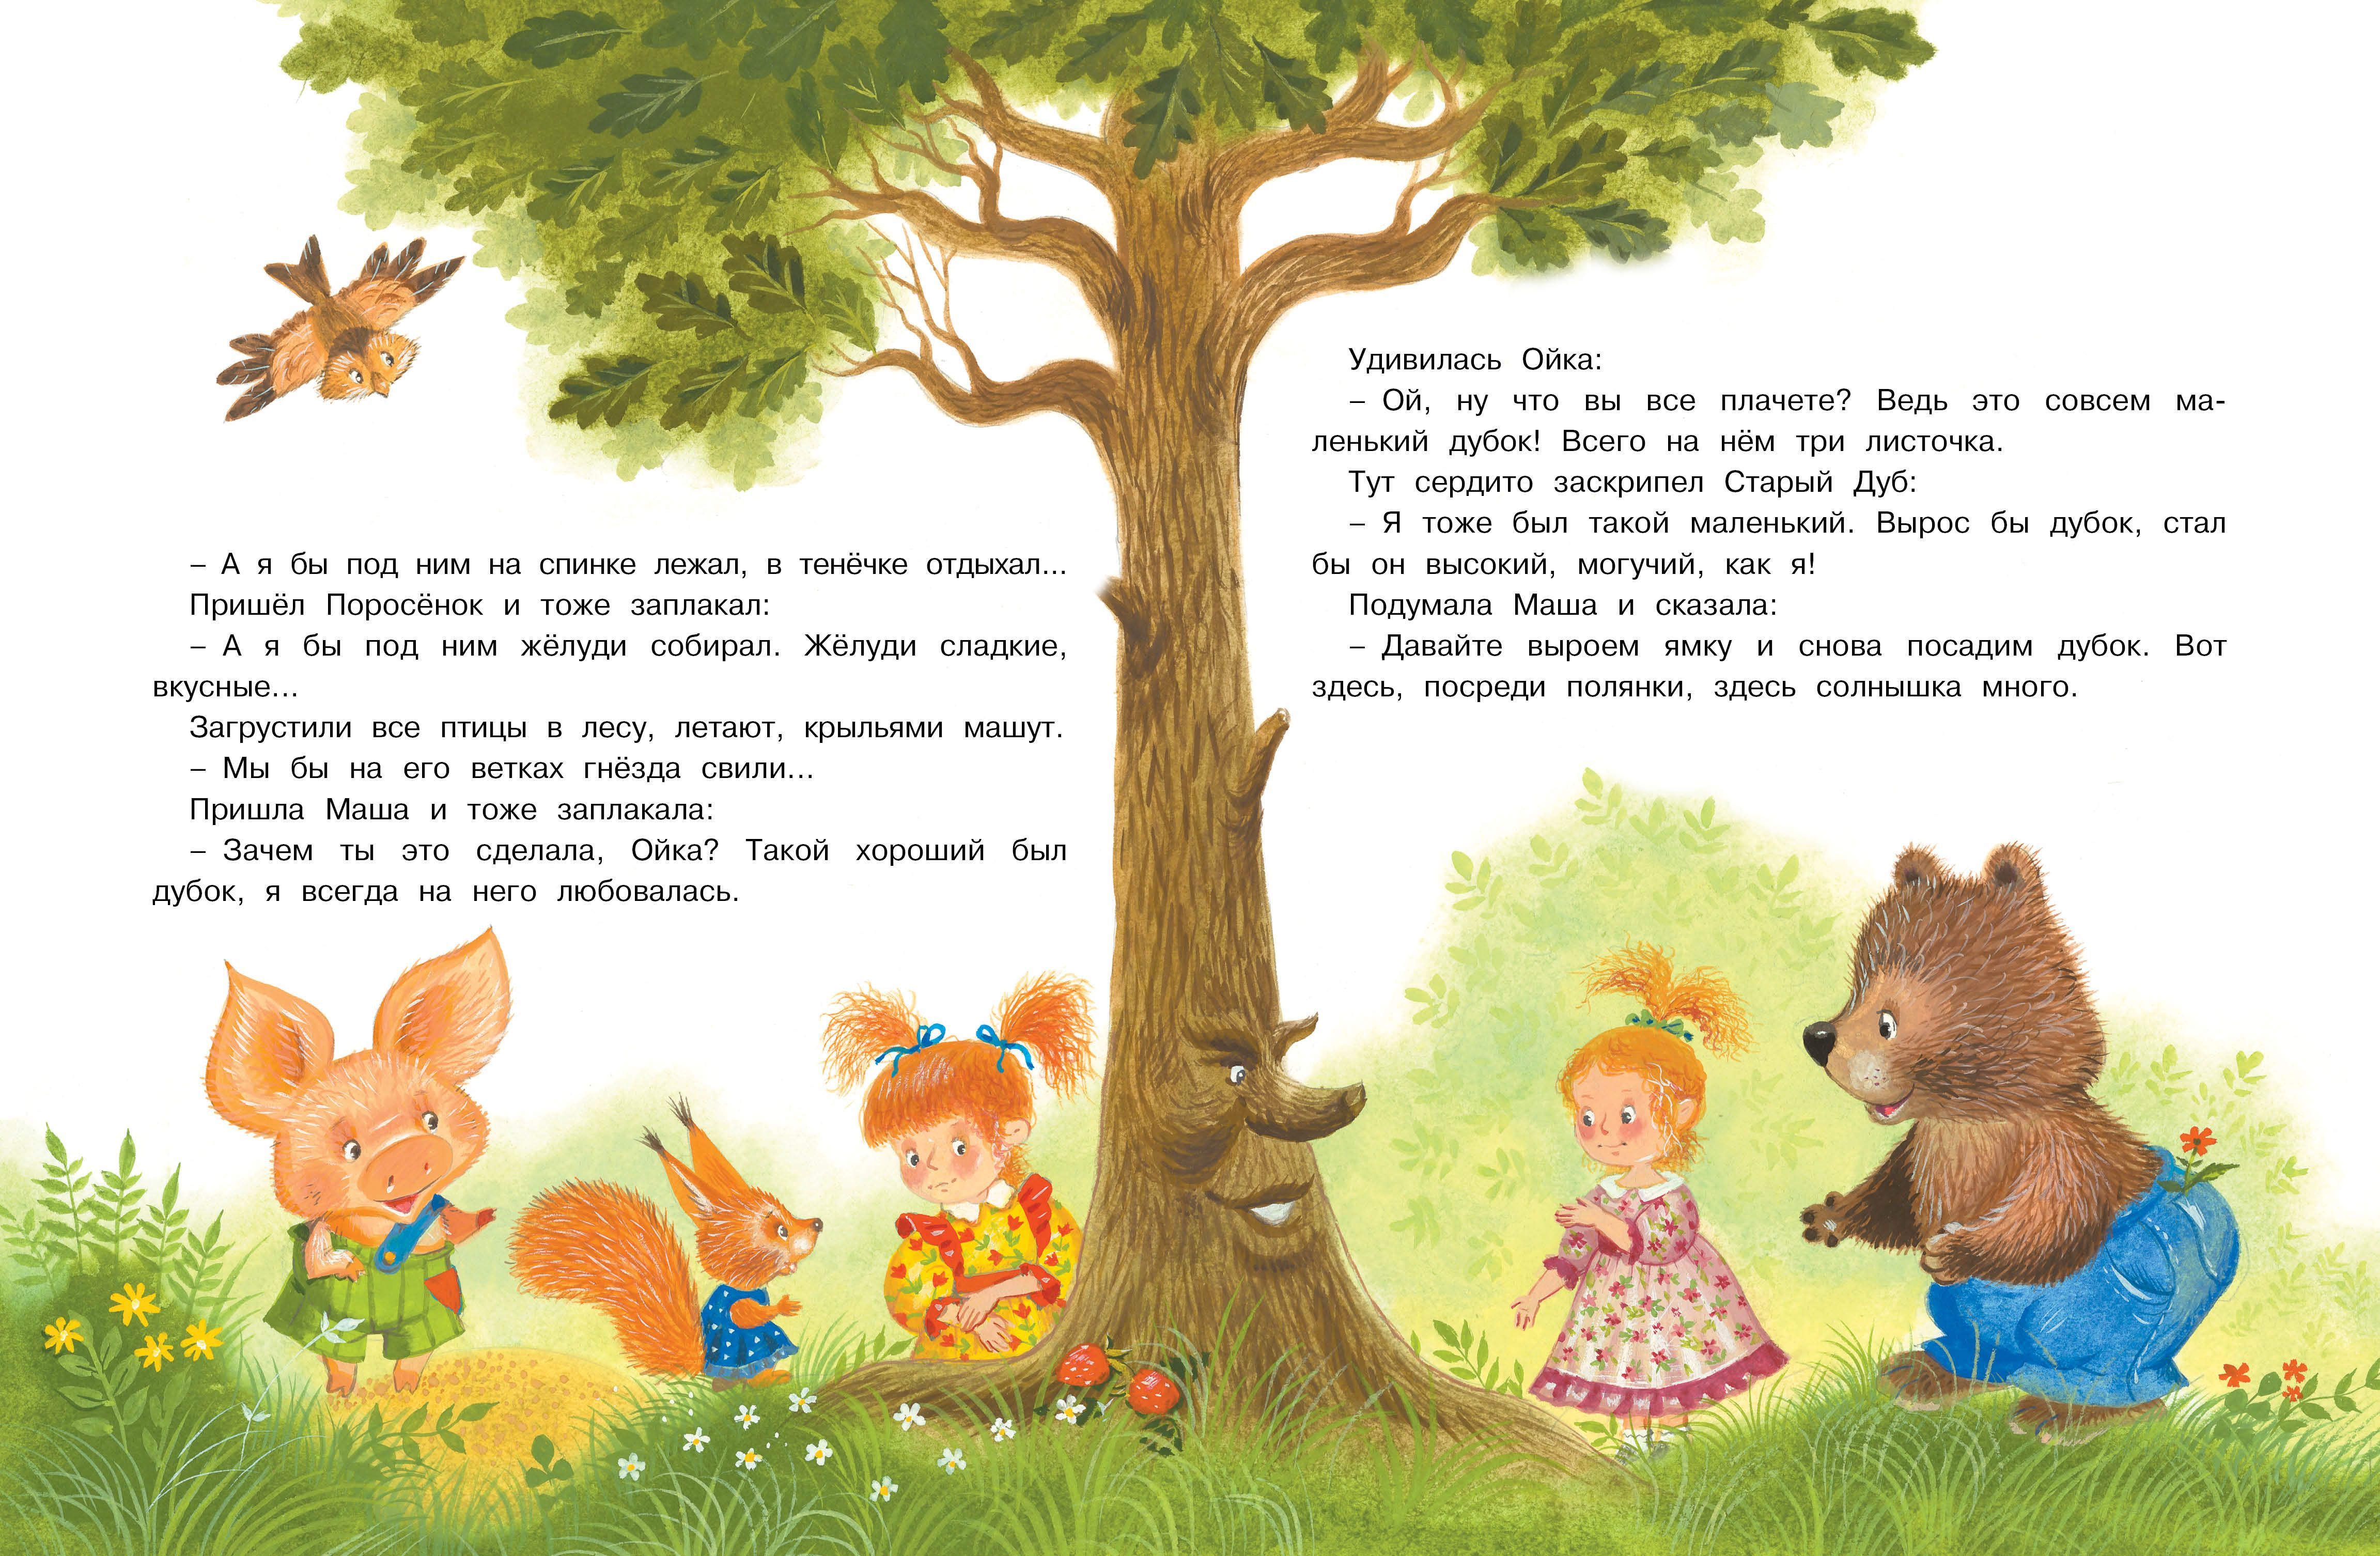 – А я бы под ним на спинке лежал, в тенёчке отдыхал...
Пришёл Поросёнок и тоже заплакал:
– А я бы под ним жёлуди собирал. Жёлуди сладкие,
вкусные...
Загрустили все птицы в лесу, летают, крыльями машут.
– Мы бы на его ветках гнёзда свили...
Пришла Маша и тоже заплакала:
– Зачем ты это сделала, Ойка? Такой хороший был
дубок, я всегда на него любовалась.
Удивилась Ойка:
– Ой, ну что вы все плачете? Ведь это совсем ма-
ленький дубок! Всего на нём три листочка.
Тут сердито заскрипел Старый Дуб:
– Я тоже был такой маленький. Вырос бы дубок, стал
бы он высокий, могучий, как я!
Подумала Маша и сказала:
– Давайте выроем ямку и снова посадим дубок. Вот
здесь, посреди полянки, здесь солнышка много.